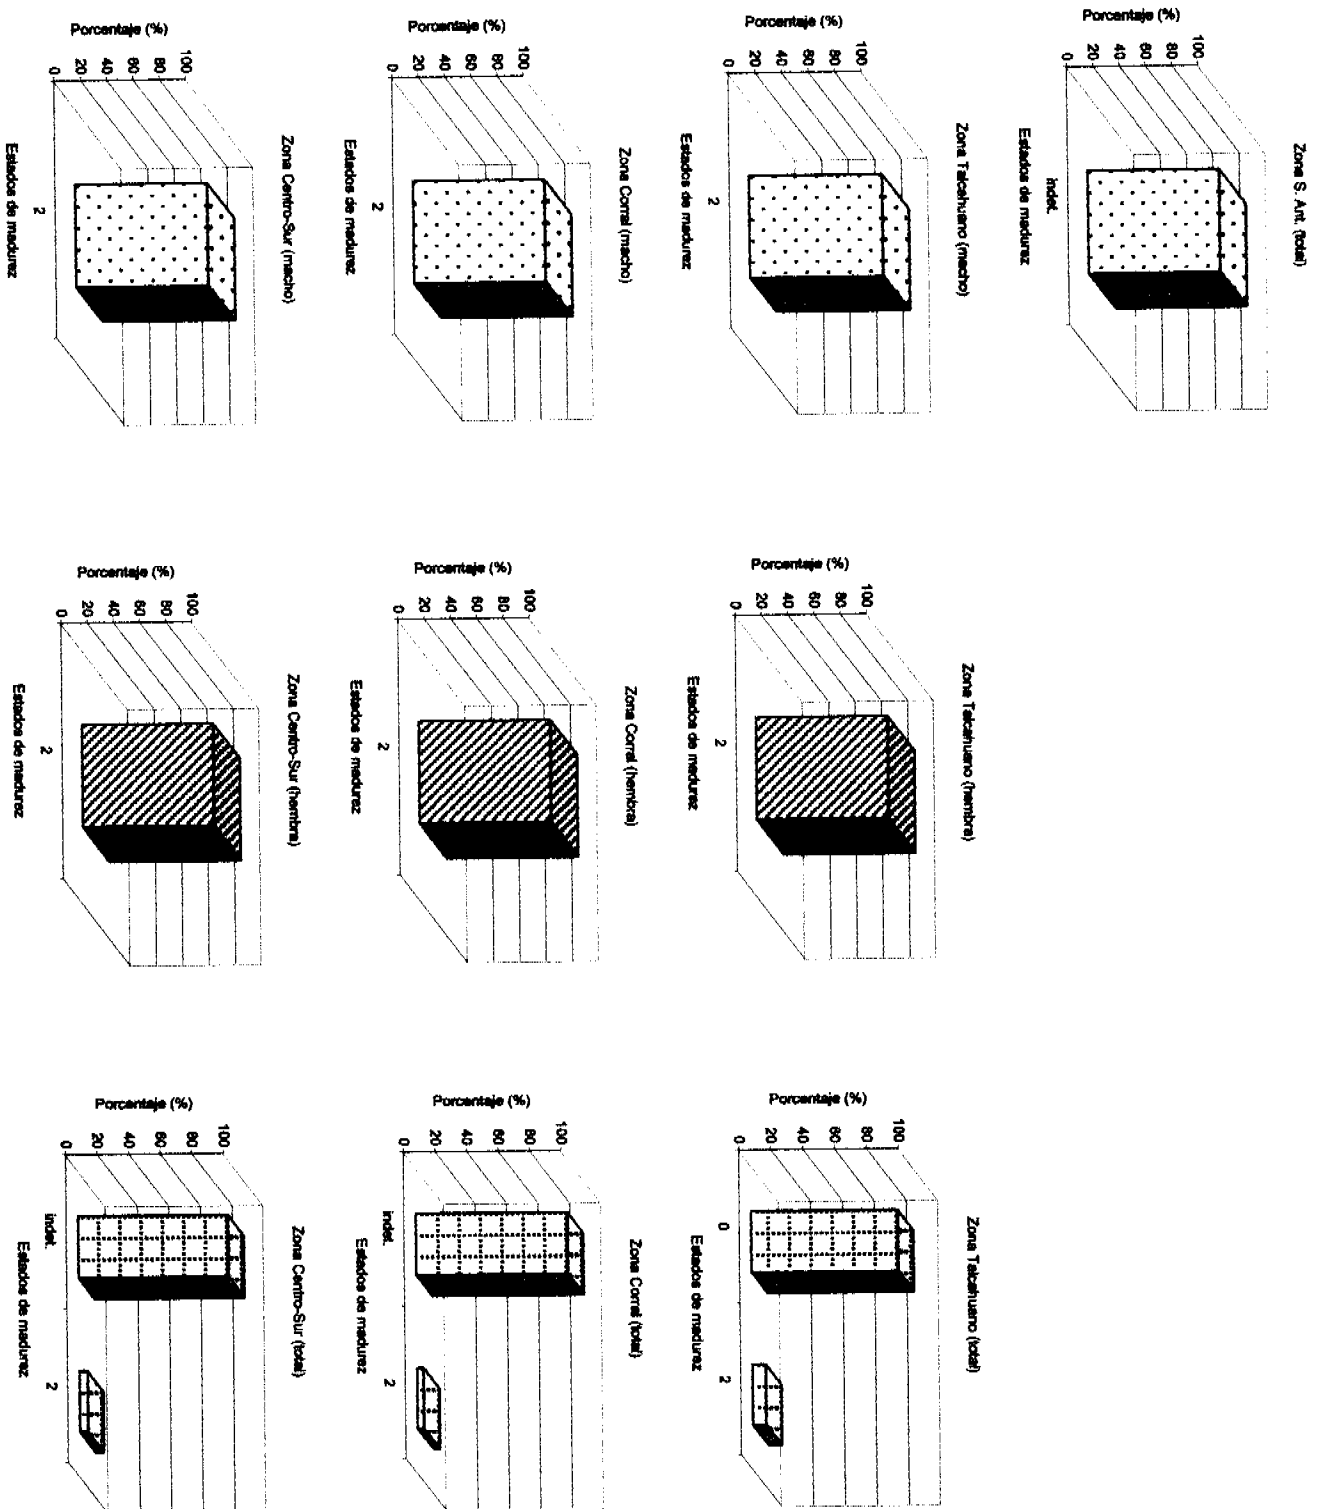 Zona S. Ant. (total)
Porcentaje (%)
100
80
60
40
20
0
indet.
Estados de madurez
Zona Talcahuano (macho)
Porcentaje (%)
100
80
60
40
20
0
2
Estados de madurez
Zona Talcahuano (hembra)
Porcentaje (%)
100
80
60
40
20
0
2
Estados de madurez
Zona Talcahuano (total)
Porcentaje (%)
100
80
60
40
20
0
0
2
Estados de madurez
Zona Corral (macho)
Porcentaje (%)
100
80
60
40
20
0
2
Estados de madurez
Zona Corral (hembra)
Porcentaje (%)
100
80
60
40
20
0
2
Estados de madurez
Zona Corral (total)
Porcentaje (%)
100
80
60
40
20
0
indet.
2
Estados de madurez
Zona Centro-Sur (macho)
Porcentaje (%)
100
80
60
40
20
0
2
Estados de madurez
Zona Centro-Sur (hembra)
Porcentaje (%)
100
80
60
40
20
0
2
Estados de madurez
Zona Centro-Sur (total)
Porcentaje (%)
100
80
60
40
20
0
indet.
2
Estados de madurez